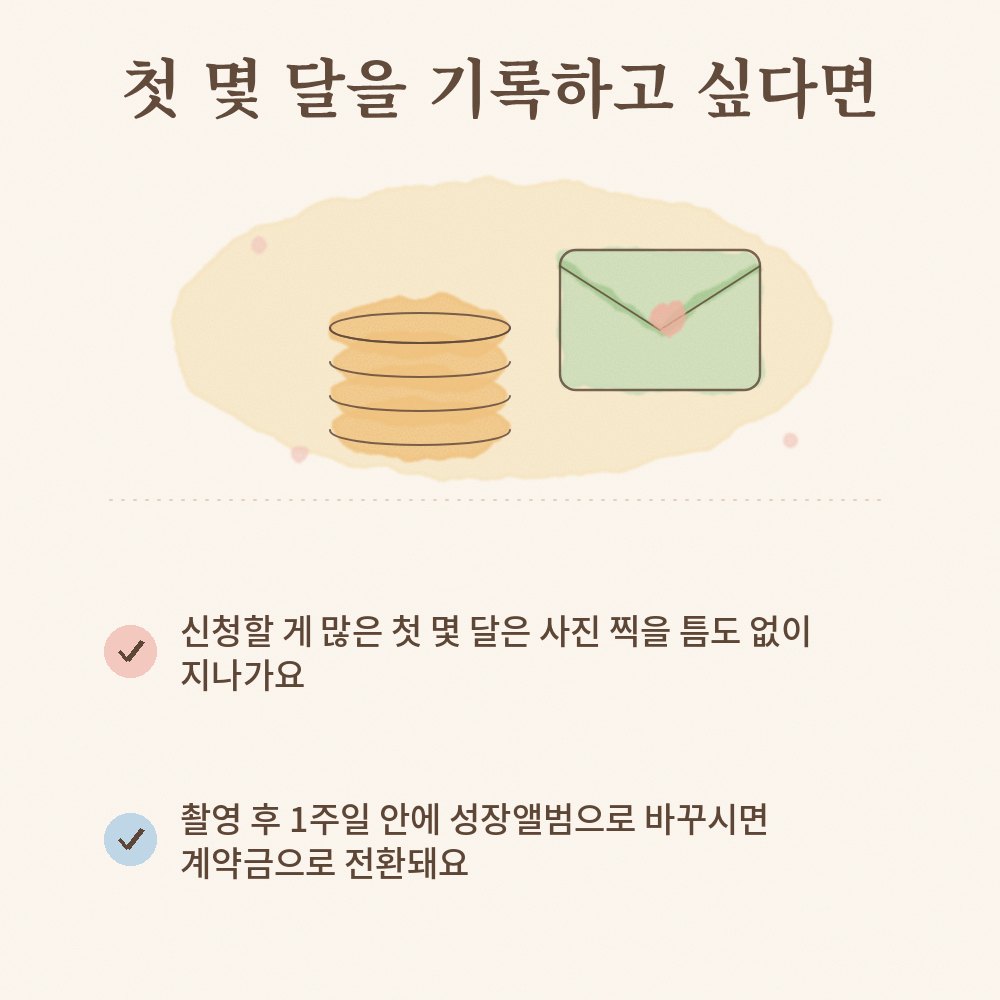 첫 몇 달을 기록하고 싶다면
신청할 게 많은 첫 몇 달은 사진 찍을 틈도 없이
지나가요
촬영 후 1주일 안에 성장앨범으로 바꾸시면
계약금으로 전환돼요